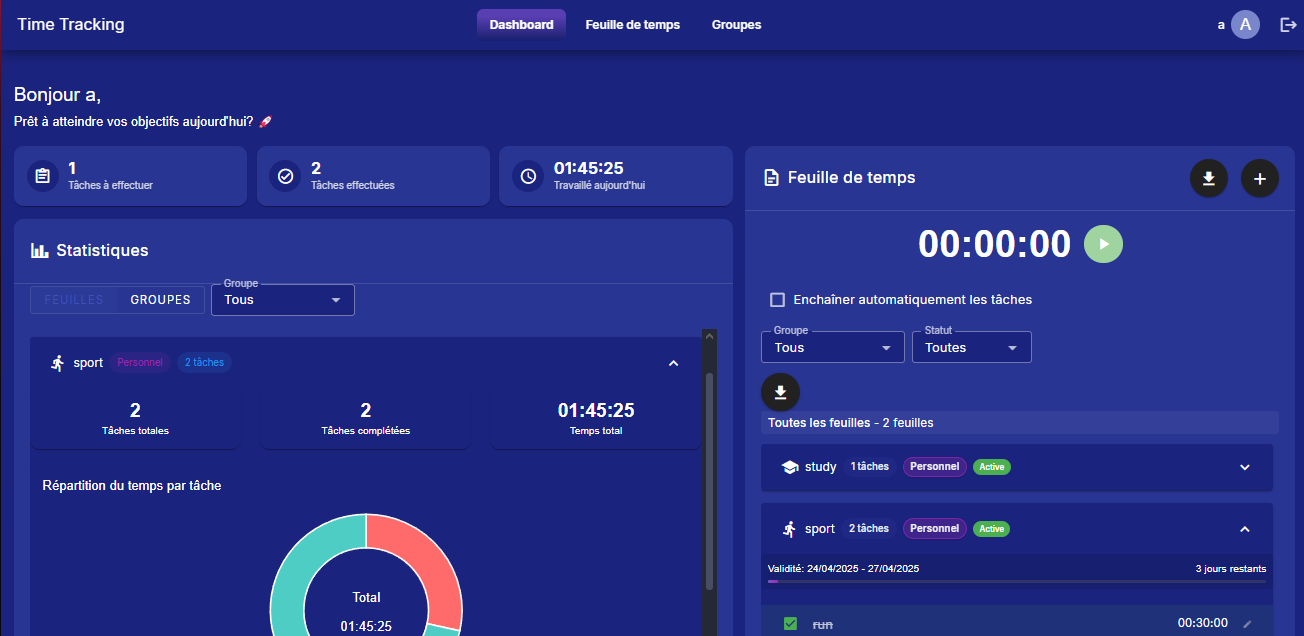 Time Tracking
Dashboard
Feuille de temps
Groupes
a
A
Bonjour a,
Prêt à atteindre vos objectifs aujourd'hui? 🚀
1
Tâches à effectuer
2
Tâches effectuées
01:45:25
Travaillé aujourd'hui
Statistiques
FEUILLES
GROUPES
Groupe
Tous
sport
Personnel
2 tâches
2
Tâches totales
2
Tâches complétées
01:45:25
Temps total
Répartition du temps par tâche
Total
01:45:25
Feuille de temps
00:00:00
Enchaîner automatiquement les tâches
Groupe
Tous
Statut
Toutes
Toutes les feuilles - 2 feuilles
study
1 tâches
Personnel
Active
sport
2 tâches
Personnel
Active
Validité: 24/04/2025 - 27/04/2025
3 jours restants
run
00:30:00